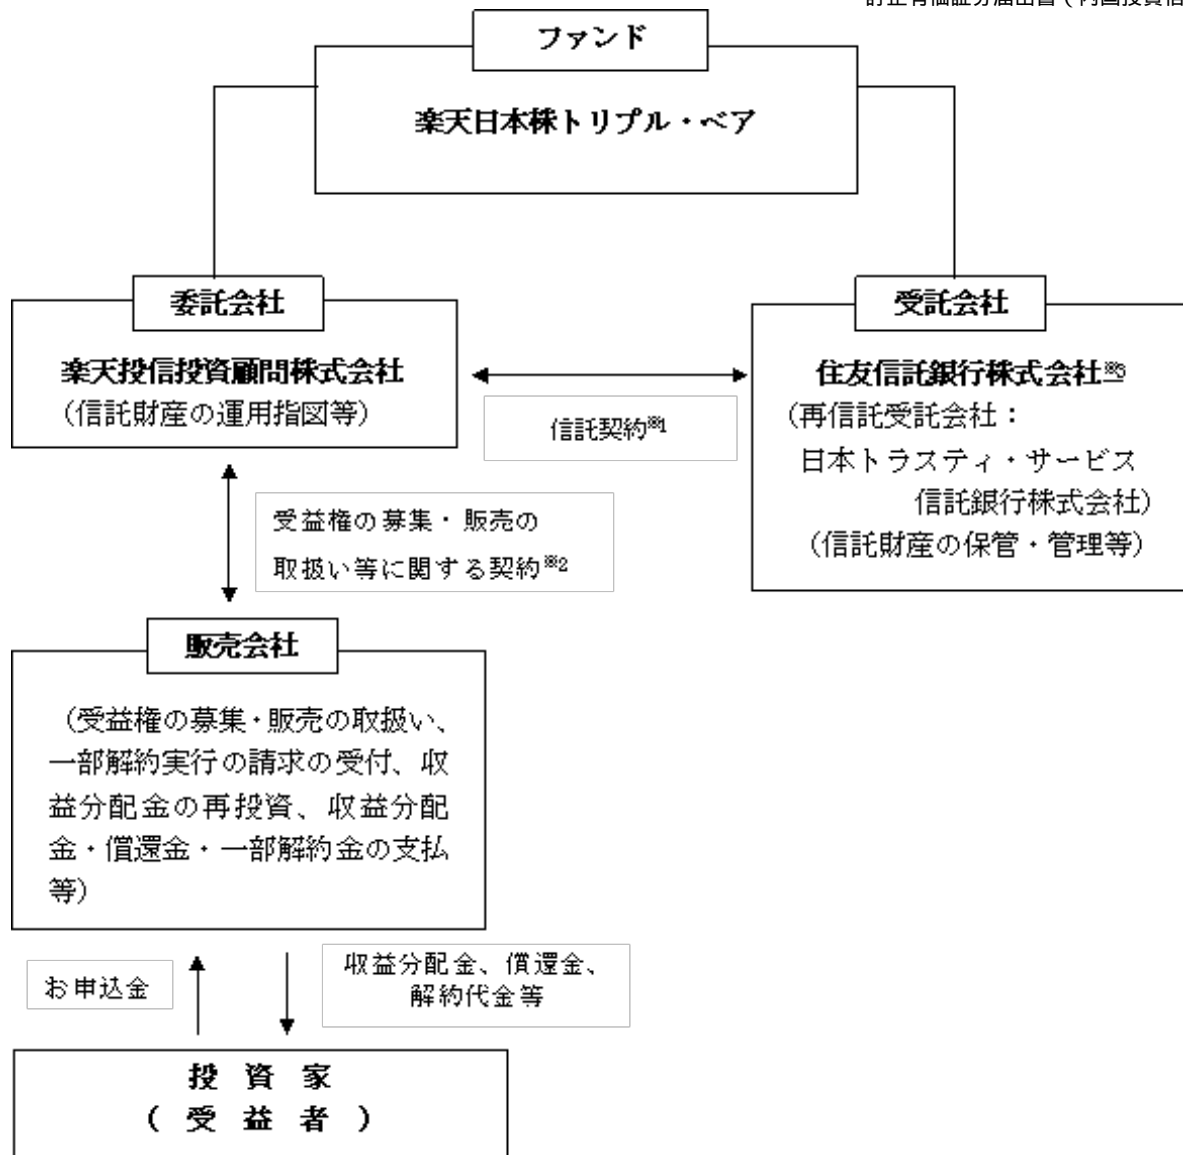 ファンド
楽天日本株トリプル・ベア
委託会社
楽天投信投資顧問株式会社
（信託財産の運用指図等）
信託契約※1
受託会社
住友信託銀行株式会社※3
（再信託受託会社：
日本トラスティ・サービス
信託銀行株式会社）
（信託財産の保管・管理等）
受益権の募集・販売の
取扱い等に関する契約※2
販売会社
（受益権の募集・販売の取扱い、
一部解約実行の請求の受付、収
益分配金の再投資、収益分配
金・償還金・一部解約金の支払
等）
お申込金
収益分配金、償還金、
解約代金等
投 資 家
（ 受 益 者 ）